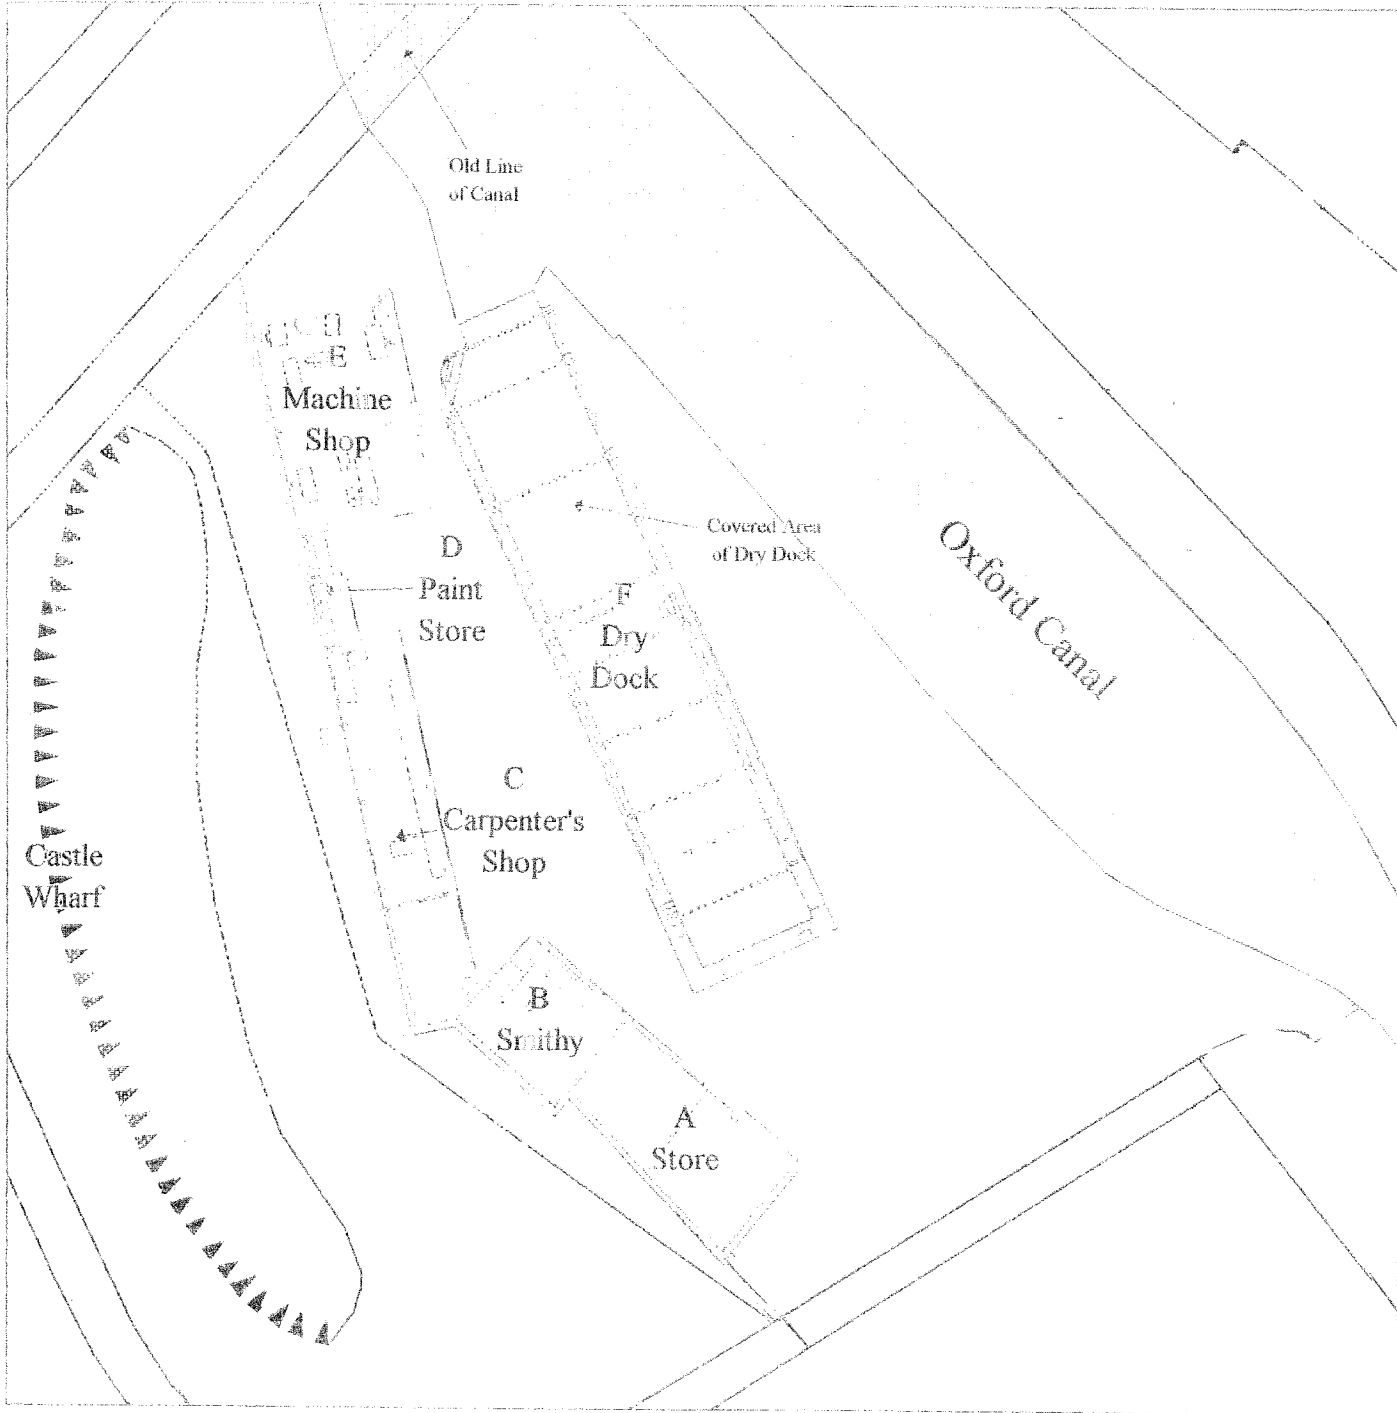 Old Line
of Canal
E
Machine
Shop
Covered Area
of Dry Dock
D
Paint
Store
F
Dry
Dock
Oxford Canal
C
Carpenter's
Shop
Castle
Wharf
B
Smithy
A
Store